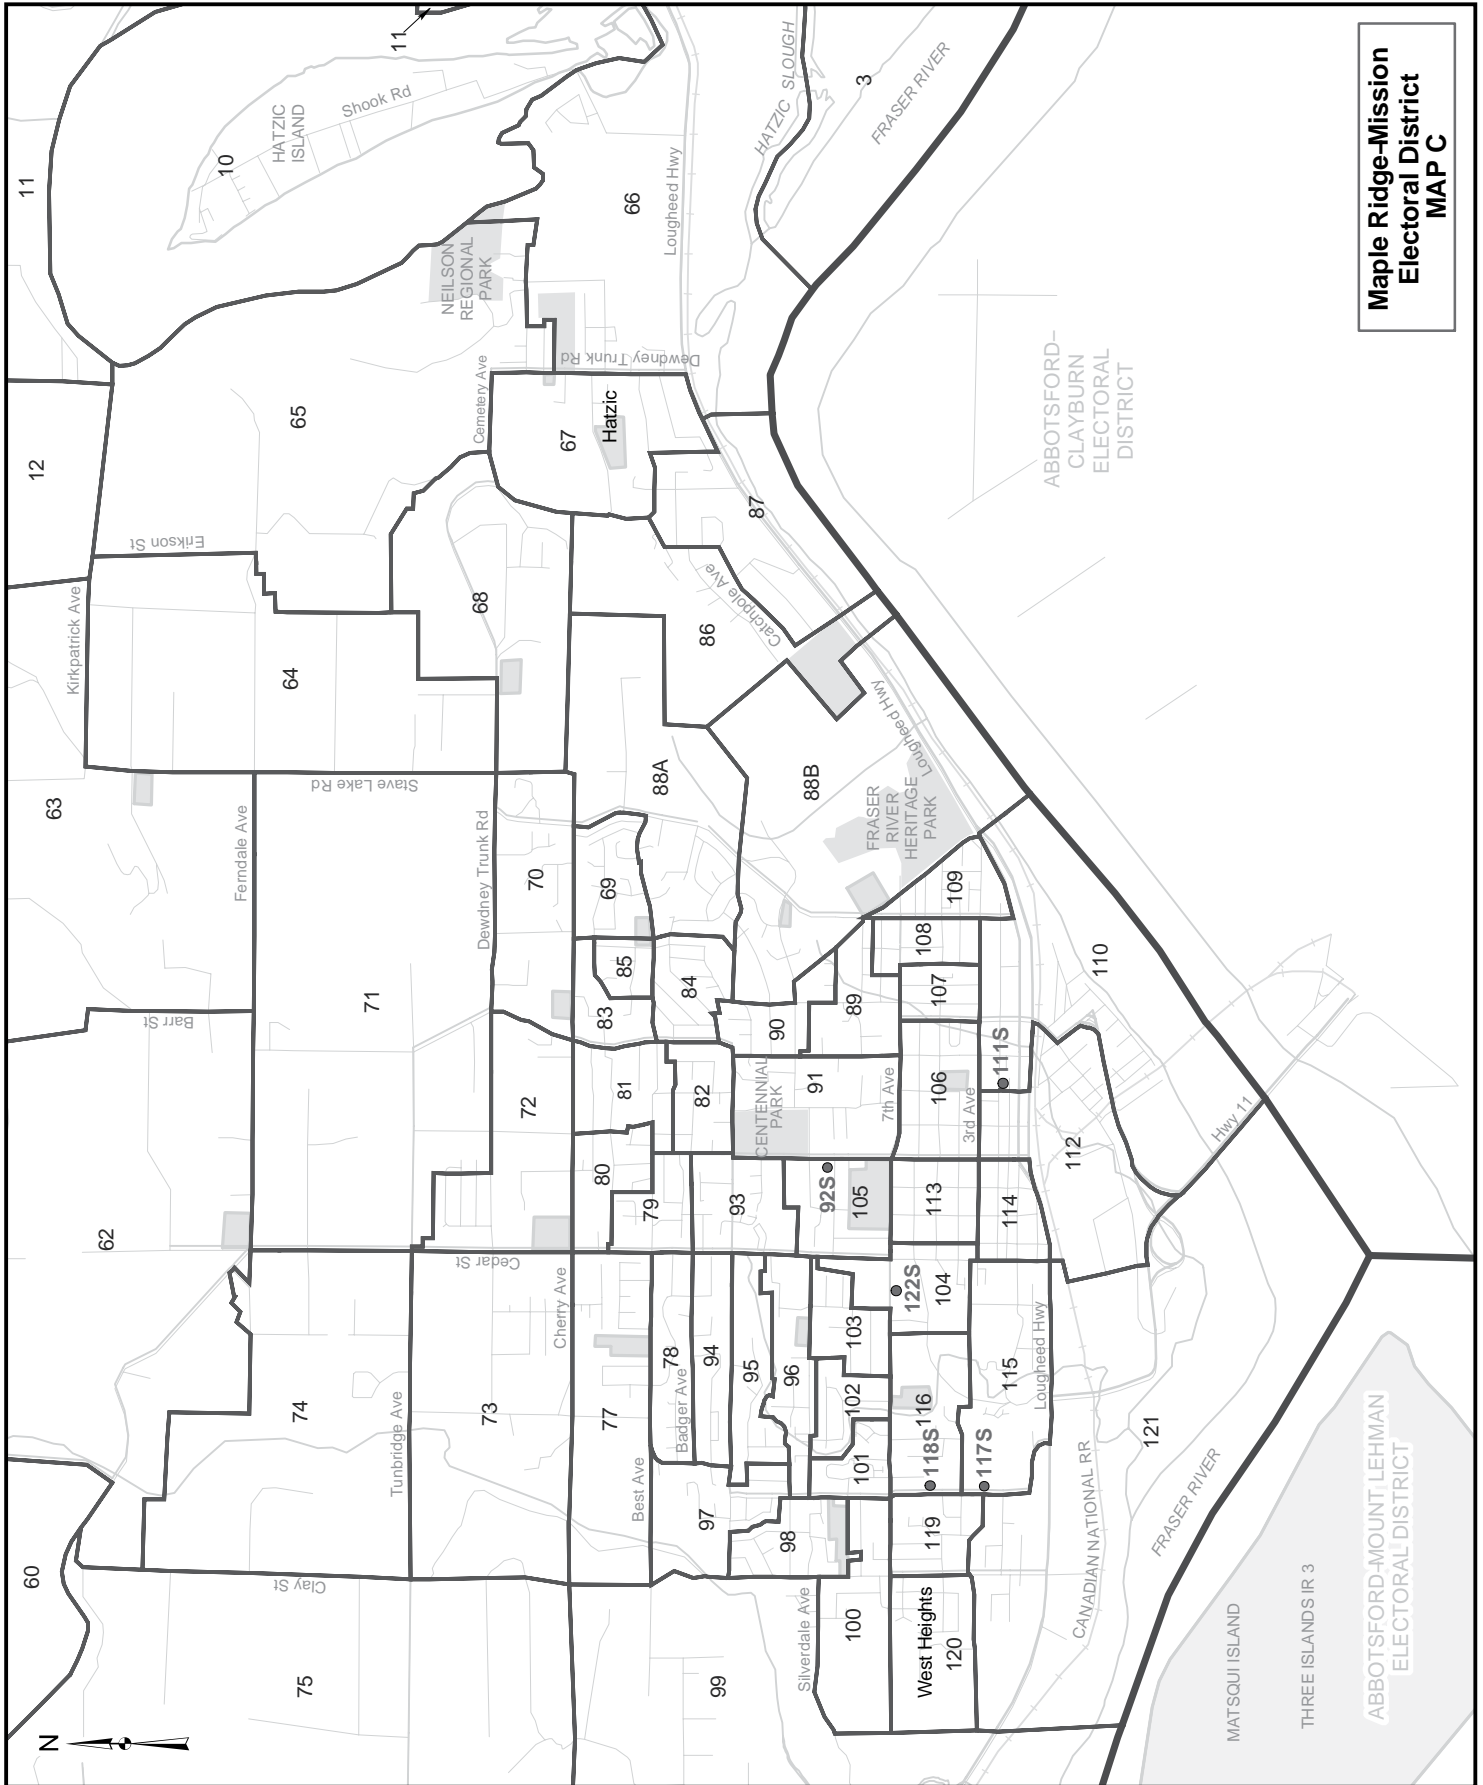 Maple Ridge–Mission
Electoral District
MAP C
N
11
11
10
12
HATZIC
ISLAND
Shook Rd
HATZIC SLOUGH
3
FRASER RIVER
66
Lougheed Hwy
NEILSON
REGIONAL
PARK
65
Cemetery Ave
Dewdney Trunk Rd
67
Hatzic
Erikson St
Kirkpatrick Ave
64
68
87
86
Catchpole Ave
ABBOTSFORD–
CLAYBURN
ELECTORAL
DISTRICT
63
Stave Lake Rd
Ferndale Ave
Dewdney Trunk Rd
70
69
88A
88B
FRASER
RIVER
HERITAGE
PARK
Lougheed Hwy
71
Barr St
85
83
84
90
89
108
109
107
110
62
72
81
82
CENTENNIAL
PARK
91
7th Ave
106
3rd Ave
111S
112
Hwy 11
80
79
93
92S
105
113
114
Cedar St
Cherry Ave
74
Tunbridge Ave
73
77
78
Badger Ave
94
95
96
103
102
122S
104
116
115
Lougheed Hwy
118S
117S
101
121
CANADIAN NATIONAL RR
FRASER RIVER
60
Clay St
Best Ave
97
98
119
75
99
Silverdale Ave
100
West Heights
120
MATSQUI ISLAND
THREE ISLANDS IR 3
ABBOTSFORD-MOUNT LEHMAN
ELECTORAL DISTRICT